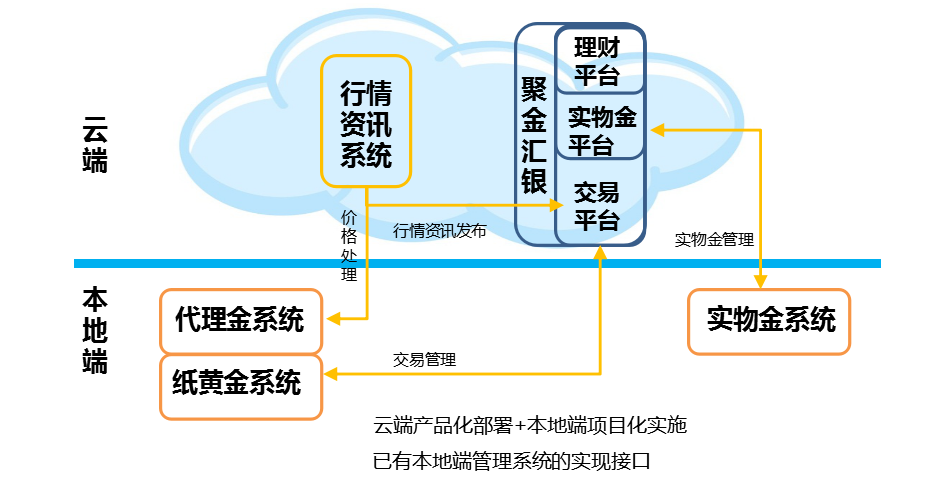 云端
行情
资讯
系统
聚金汇银
理财
平台
实物金
平台
交易
平台
价格处理
行情资讯发布
实物金管理
本地端
代理金系统
纸黄金系统
交易管理
实物金系统
云端产品化部署+本地端项目化实施
已有本地端管理系统的实现接口